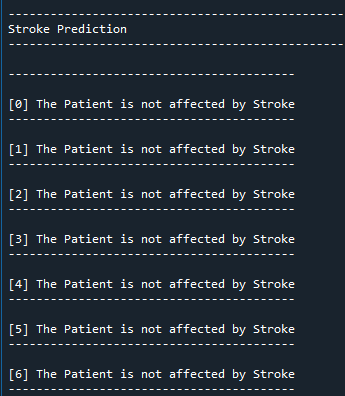 -------------------------------------------------
Stroke Prediction
-------------------------------------------------
-----------------------------------------
[0] The Patient is not affected by Stroke
-----------------------------------------
[1] The Patient is not affected by Stroke
-----------------------------------------
[2] The Patient is not affected by Stroke
-----------------------------------------
[3] The Patient is not affected by Stroke
-----------------------------------------
[4] The Patient is not affected by Stroke
-----------------------------------------
[5] The Patient is not affected by Stroke
-----------------------------------------
[6] The Patient is not affected by Stroke
-----------------------------------------